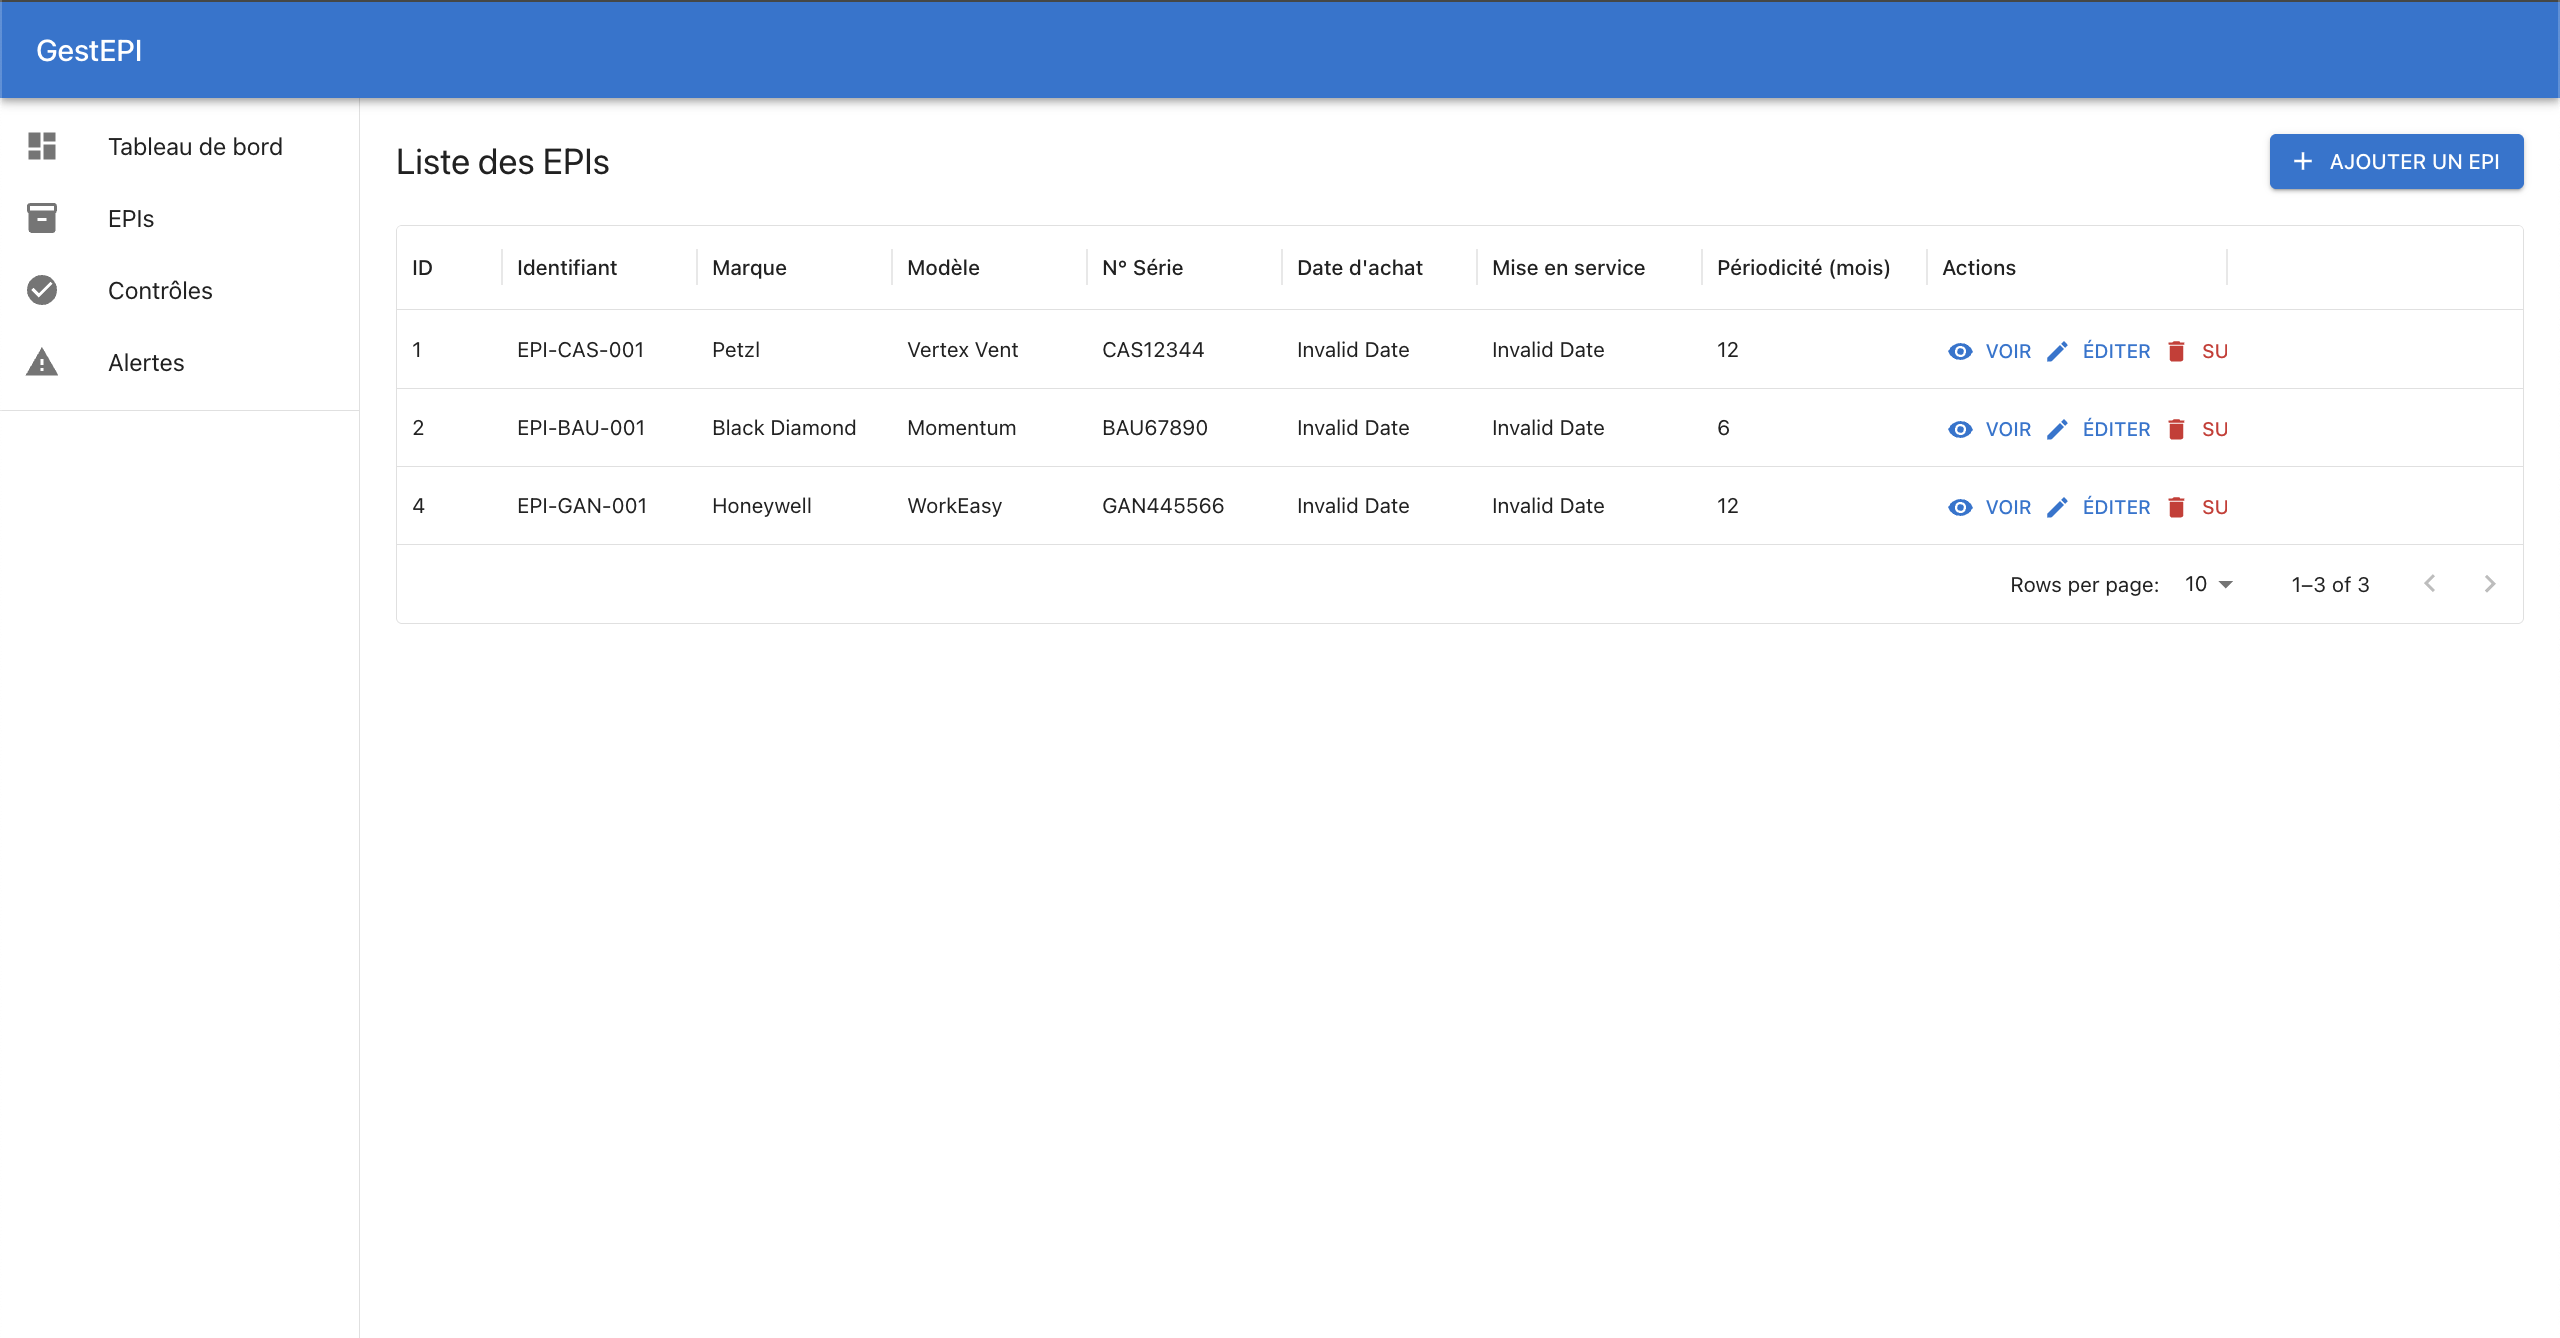 GestEPI
Tableau de bord
EPIs
Contrôles
Alertes
Liste des EPIs
AJOUTER UN EPI
ID Identifiant Marque Modèle N° Série Date d'achat Mise en service Périodicité (mois) Actions
1 EPI-CAS-001 Petzl Vertex Vent CAS12344 Invalid Date Invalid Date 12 VOIR ÉDITER SU
2 EPI-BAU-001 Black Diamond Momentum BAU67890 Invalid Date Invalid Date 6 VOIR ÉDITER SU
4 EPI-GAN-001 Honeywell WorkEasy GAN445566 Invalid Date Invalid Date 12 VOIR ÉDITER SU
Rows per page: 10 1–3 of 3